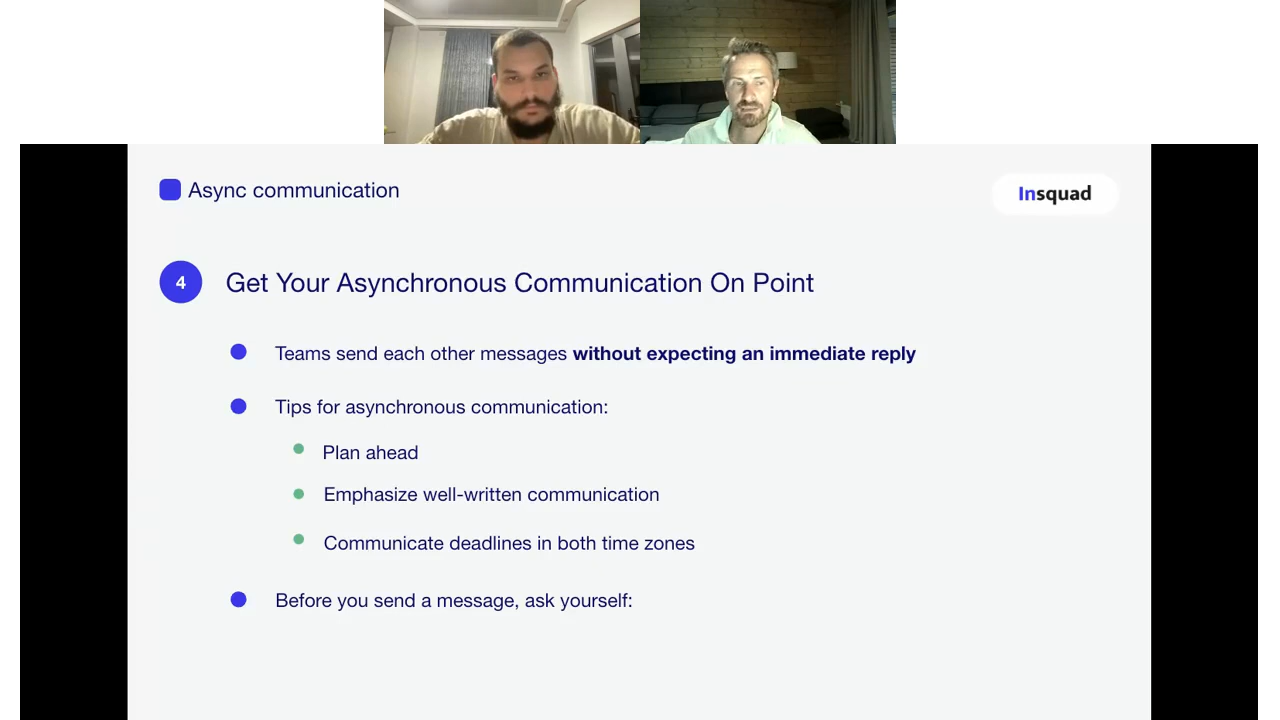 Async communication
Insquad
4
Get Your Asynchronous Communication On Point
Teams send each other messages without expecting an immediate reply
Tips for asynchronous communication:
Plan ahead
Emphasize well-written communication
Communicate deadlines in both time zones
Before you send a message, ask yourself: